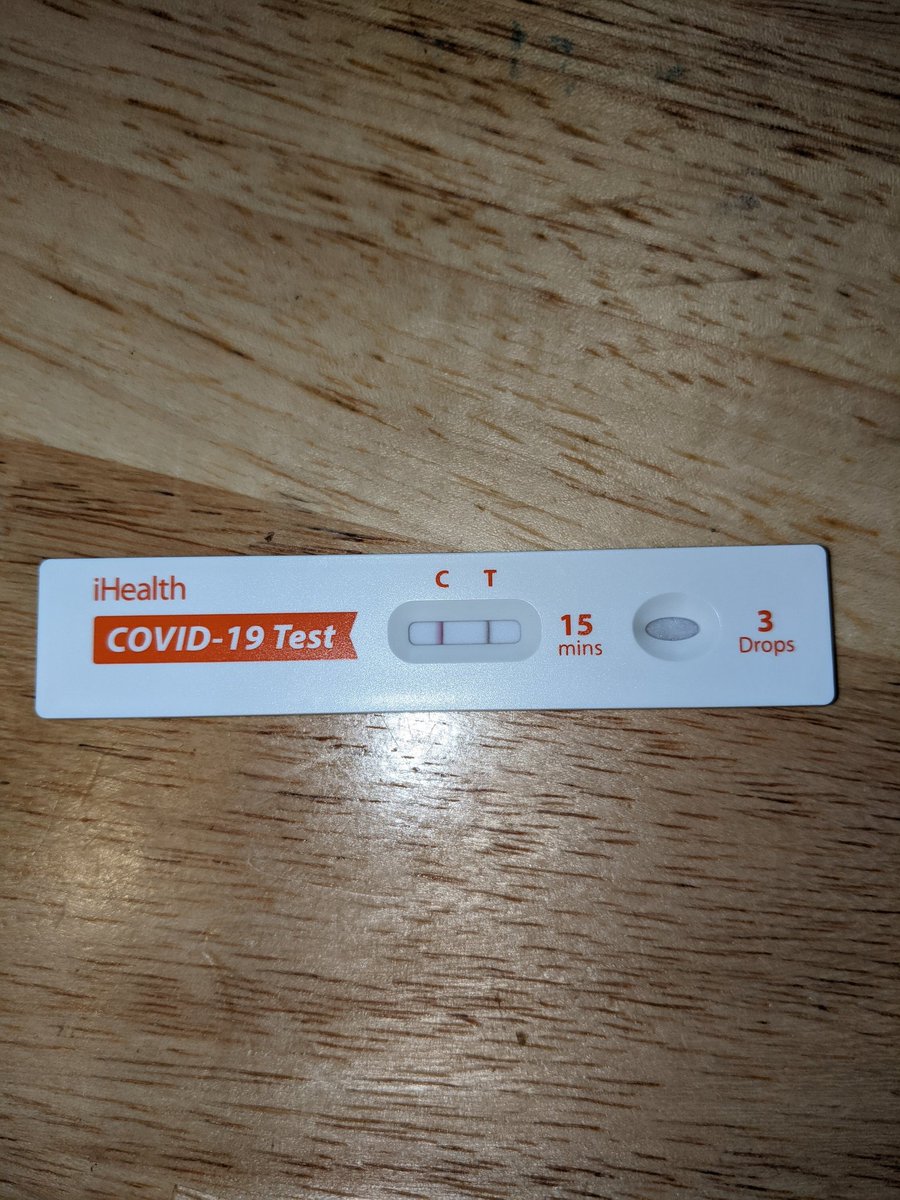 iHealth
COVID-19 Test
C T
15
mins
3
Drops